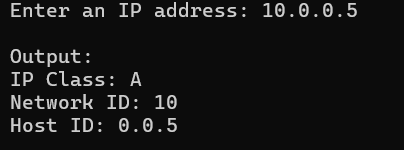 Enter an IP address: 10.0.0.5
Output:
IP Class: A
Network ID: 10
Host ID: 0.0.5